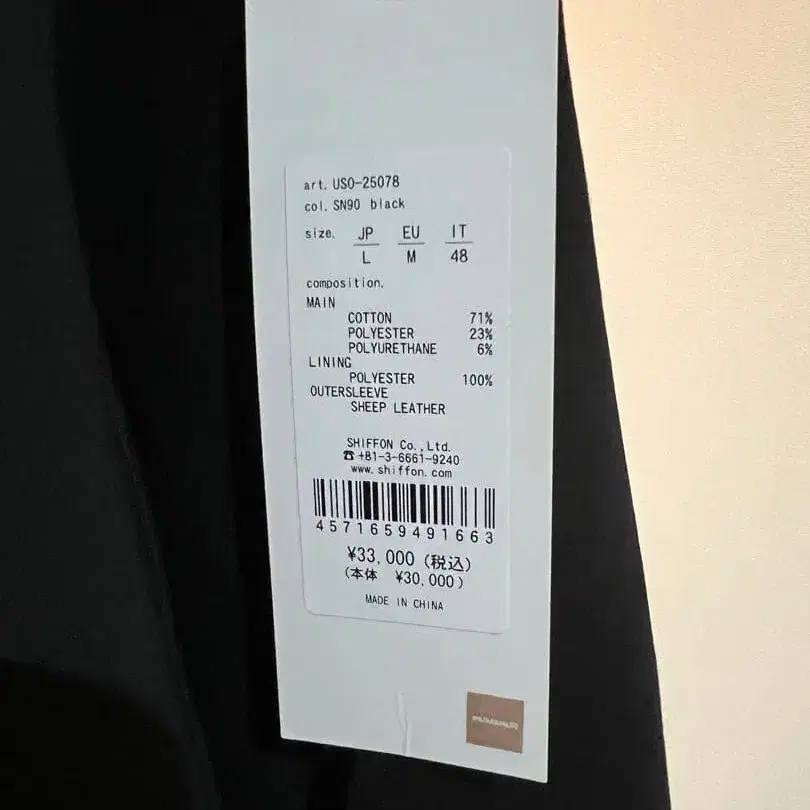 art. USO-25078
col. SN90 black
size. JP EU IT
L M 48
composition.
MAIN
COTTON 71%
POLYESTER 23%
POLYURETHANE 6%
LINING
POLYESTER 100%
OUTERSLEEVE
SHEEP LEATHER
SHIFFON Co.,Ltd.
☎ +81-3-6661-9240
www.shiffon.com
4571659491663
¥33,000 (税込)
(本体 ¥30,000)
MADE IN CHINA